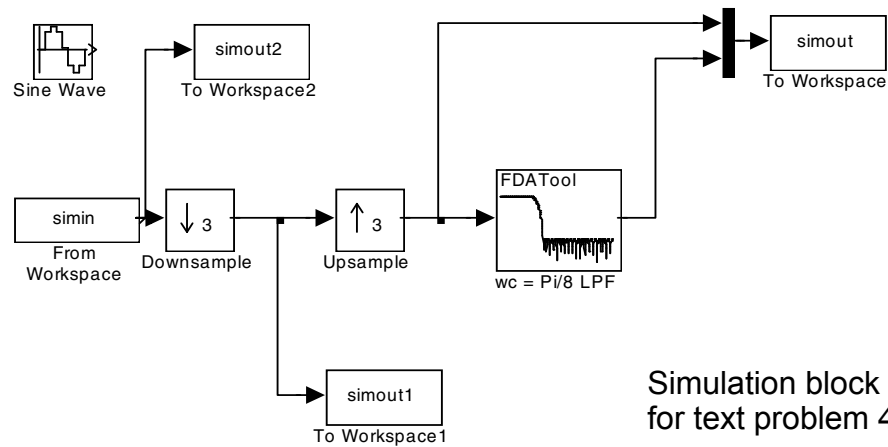 simout2
simout
Sine Wave
To Workspace2
To Workspace
FDATool
simin
3
3
From
Workspace
Downsample
Upsample
wc = Pi/8 LPF
simout1
To Workspace1
Simulation block
for text problem 4